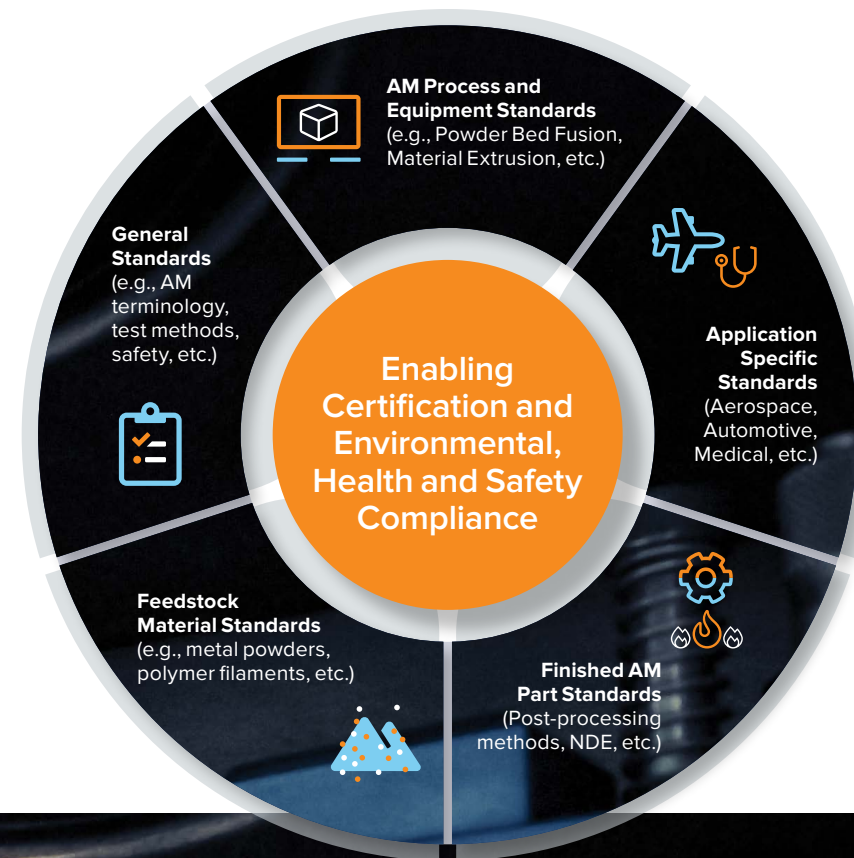 AM Process and
Equipment Standards
(e.g., Powder Bed Fusion,
Material Extrusion, etc.)
General
Standards
(e.g., AM
terminology,
test methods,
safety, etc.)
Application
Specific
Standards
(Aerospace,
Automotive,
Medical, etc.)
Enabling
Certification and
Environmental,
Health and Safety
Compliance
Feedstock
Material Standards
(e.g., metal powders,
polymer filaments, etc.)
Finished AM
Part Standards
(Post-processing
methods, NDE, etc.)